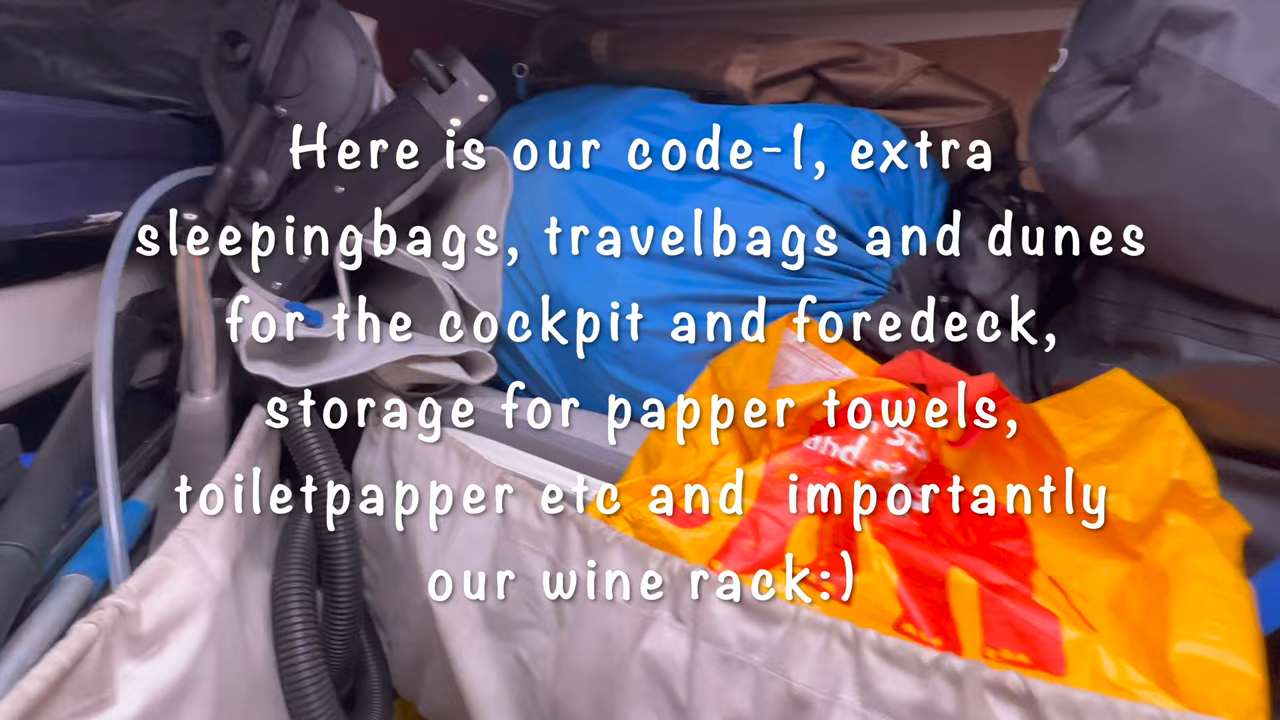 Here is our code-1, extra
sleepingbags, travelbags and dunes
for the cockpit and foredeck,
storage for papper towels,
toiletpapper etc and importantly
our wine rack:)
and